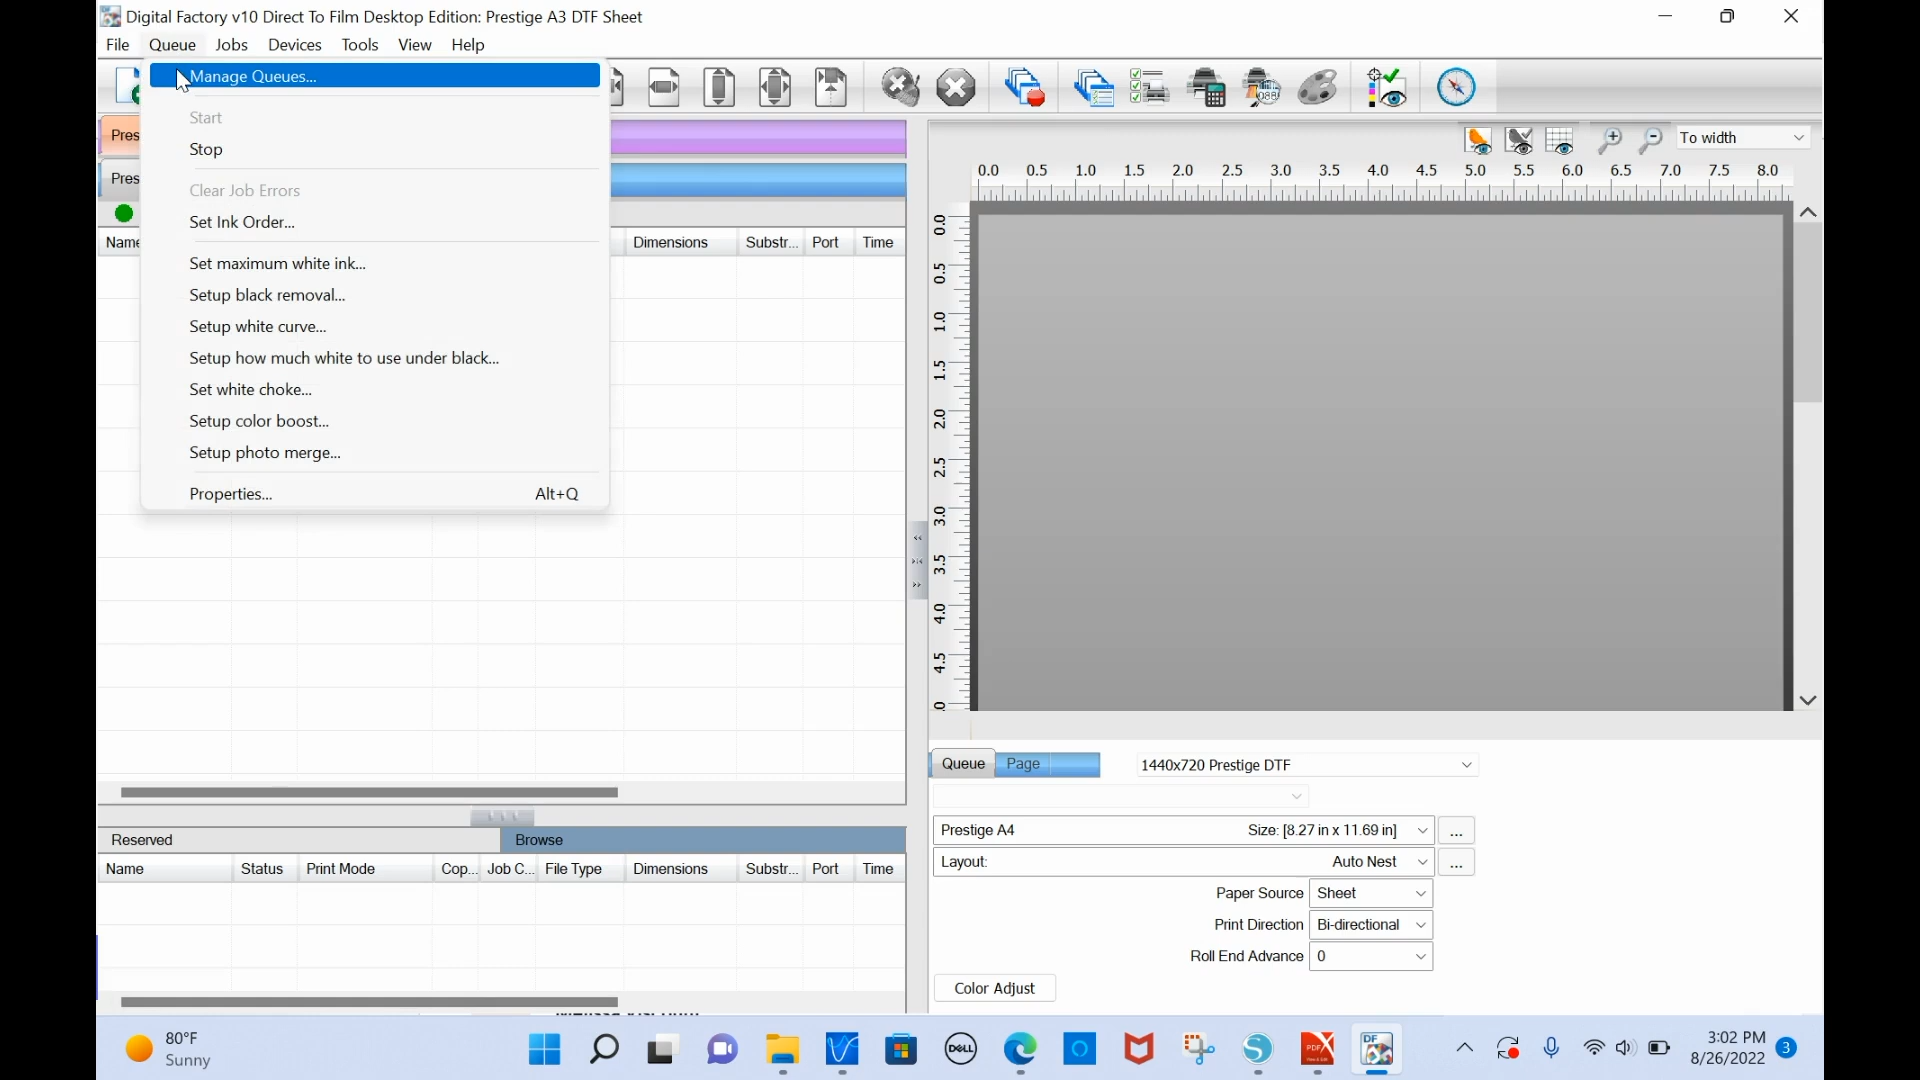 Digital Factory v10 Direct To Film Desktop Edition: Prestige A3 DTF Sheet
File Queue Jobs Devices Tools View Help
Manage Queues...
Start
Stop
Clear Job Errors
Set Ink Order...
Set maximum white ink...
Setup black removal...
Setup white curve...
Setup how much white to use under black...
Set white choke...
Setup color boost...
Setup photo merge...
Properties... Alt+Q
Pres
Pres
Name Dimensions Substr... Port Time
To width
0.0 0.5 1.0 1.5 2.0 2.5 3.0 3.5 4.0 4.5 5.0 5.5 6.0 6.5 7.0 7.5 8.0
0.0
0.5
1.0
1.5
2.0
2.5
3.0
3.5
4.0
4.5
Queue Page 1440x720 Prestige DTF
Prestige A4 Size: [8.27 in x 11.69 in] ...
Layout: Auto Nest ...
Paper Source Sheet
Print Direction Bi-directional
Roll End Advance 0
Color Adjust
Reserved Browse
Name Status Print Mode Cop... Job C... File Type Dimensions Substr... Port Time
80°F
Sunny
DELL
PDF
DF
3:02 PM
8/26/2022
3